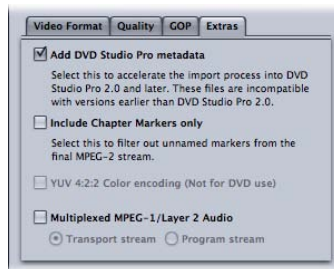 Video Format Quality GOP Extras
Add DVD Studio Pro metadata
Select this to accelerate the import process into DVD
Studio Pro 2.0 and later. These files are incompatible
with versions earlier than DVD Studio Pro 2.0.
Include Chapter Markers only
Select this to filter out unnamed markers from the
final MPEG-2 stream.
YUV 4:2:2 Color encoding (Not for DVD use)
Multiplexed MPEG-1/Layer 2 Audio
Transport stream Program stream